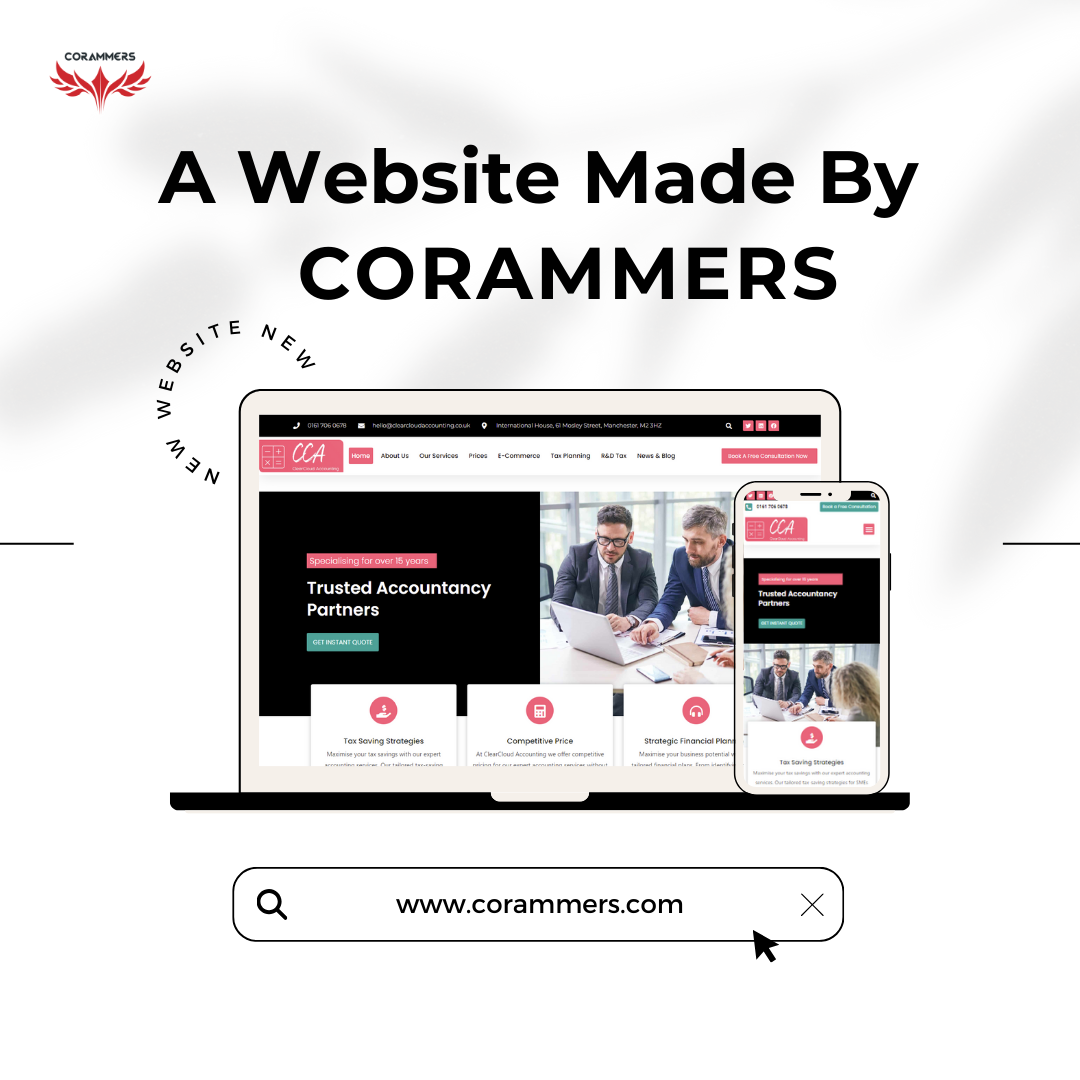 CORAMMERS
A Website Made By
CORAMMERS
NEW WEBSITE NEW
0161 706 0678 hello@clearcloudaccounting.co.uk International House, 61 Mosley Street, Manchester, M2 3HZ
CCA
ClearCloud Accounting
Home About Us Our Services Prices E-Commerce Tax Planning R&D Tax News & Blog Book A Free Consultation Now
Specialising for over 15 years
Trusted Accountancy
Partners
GET INSTANT QUOTE
Tax Saving Strategies
Maximise your tax savings with our expert
accounting services. Our tailored tax-saving
Competitive Price
At ClearCloud Accounting we offer competitive
pricing for our expert accounting services without
Strategic Financial Plann
Maximise your business potential w
tailored financial plans. From identifyi
0161 706 0678 Book a Free Consultation
CCA
ClearCloud Accounting
Specialising for over 15 years
Trusted Accountancy
Partners
GET INSTANT QUOTE
Tax Saving Strategies
Maximise your tax savings with our expert accounting
services. Our tailored tax saving strategies for SMEs
www.corammers.com